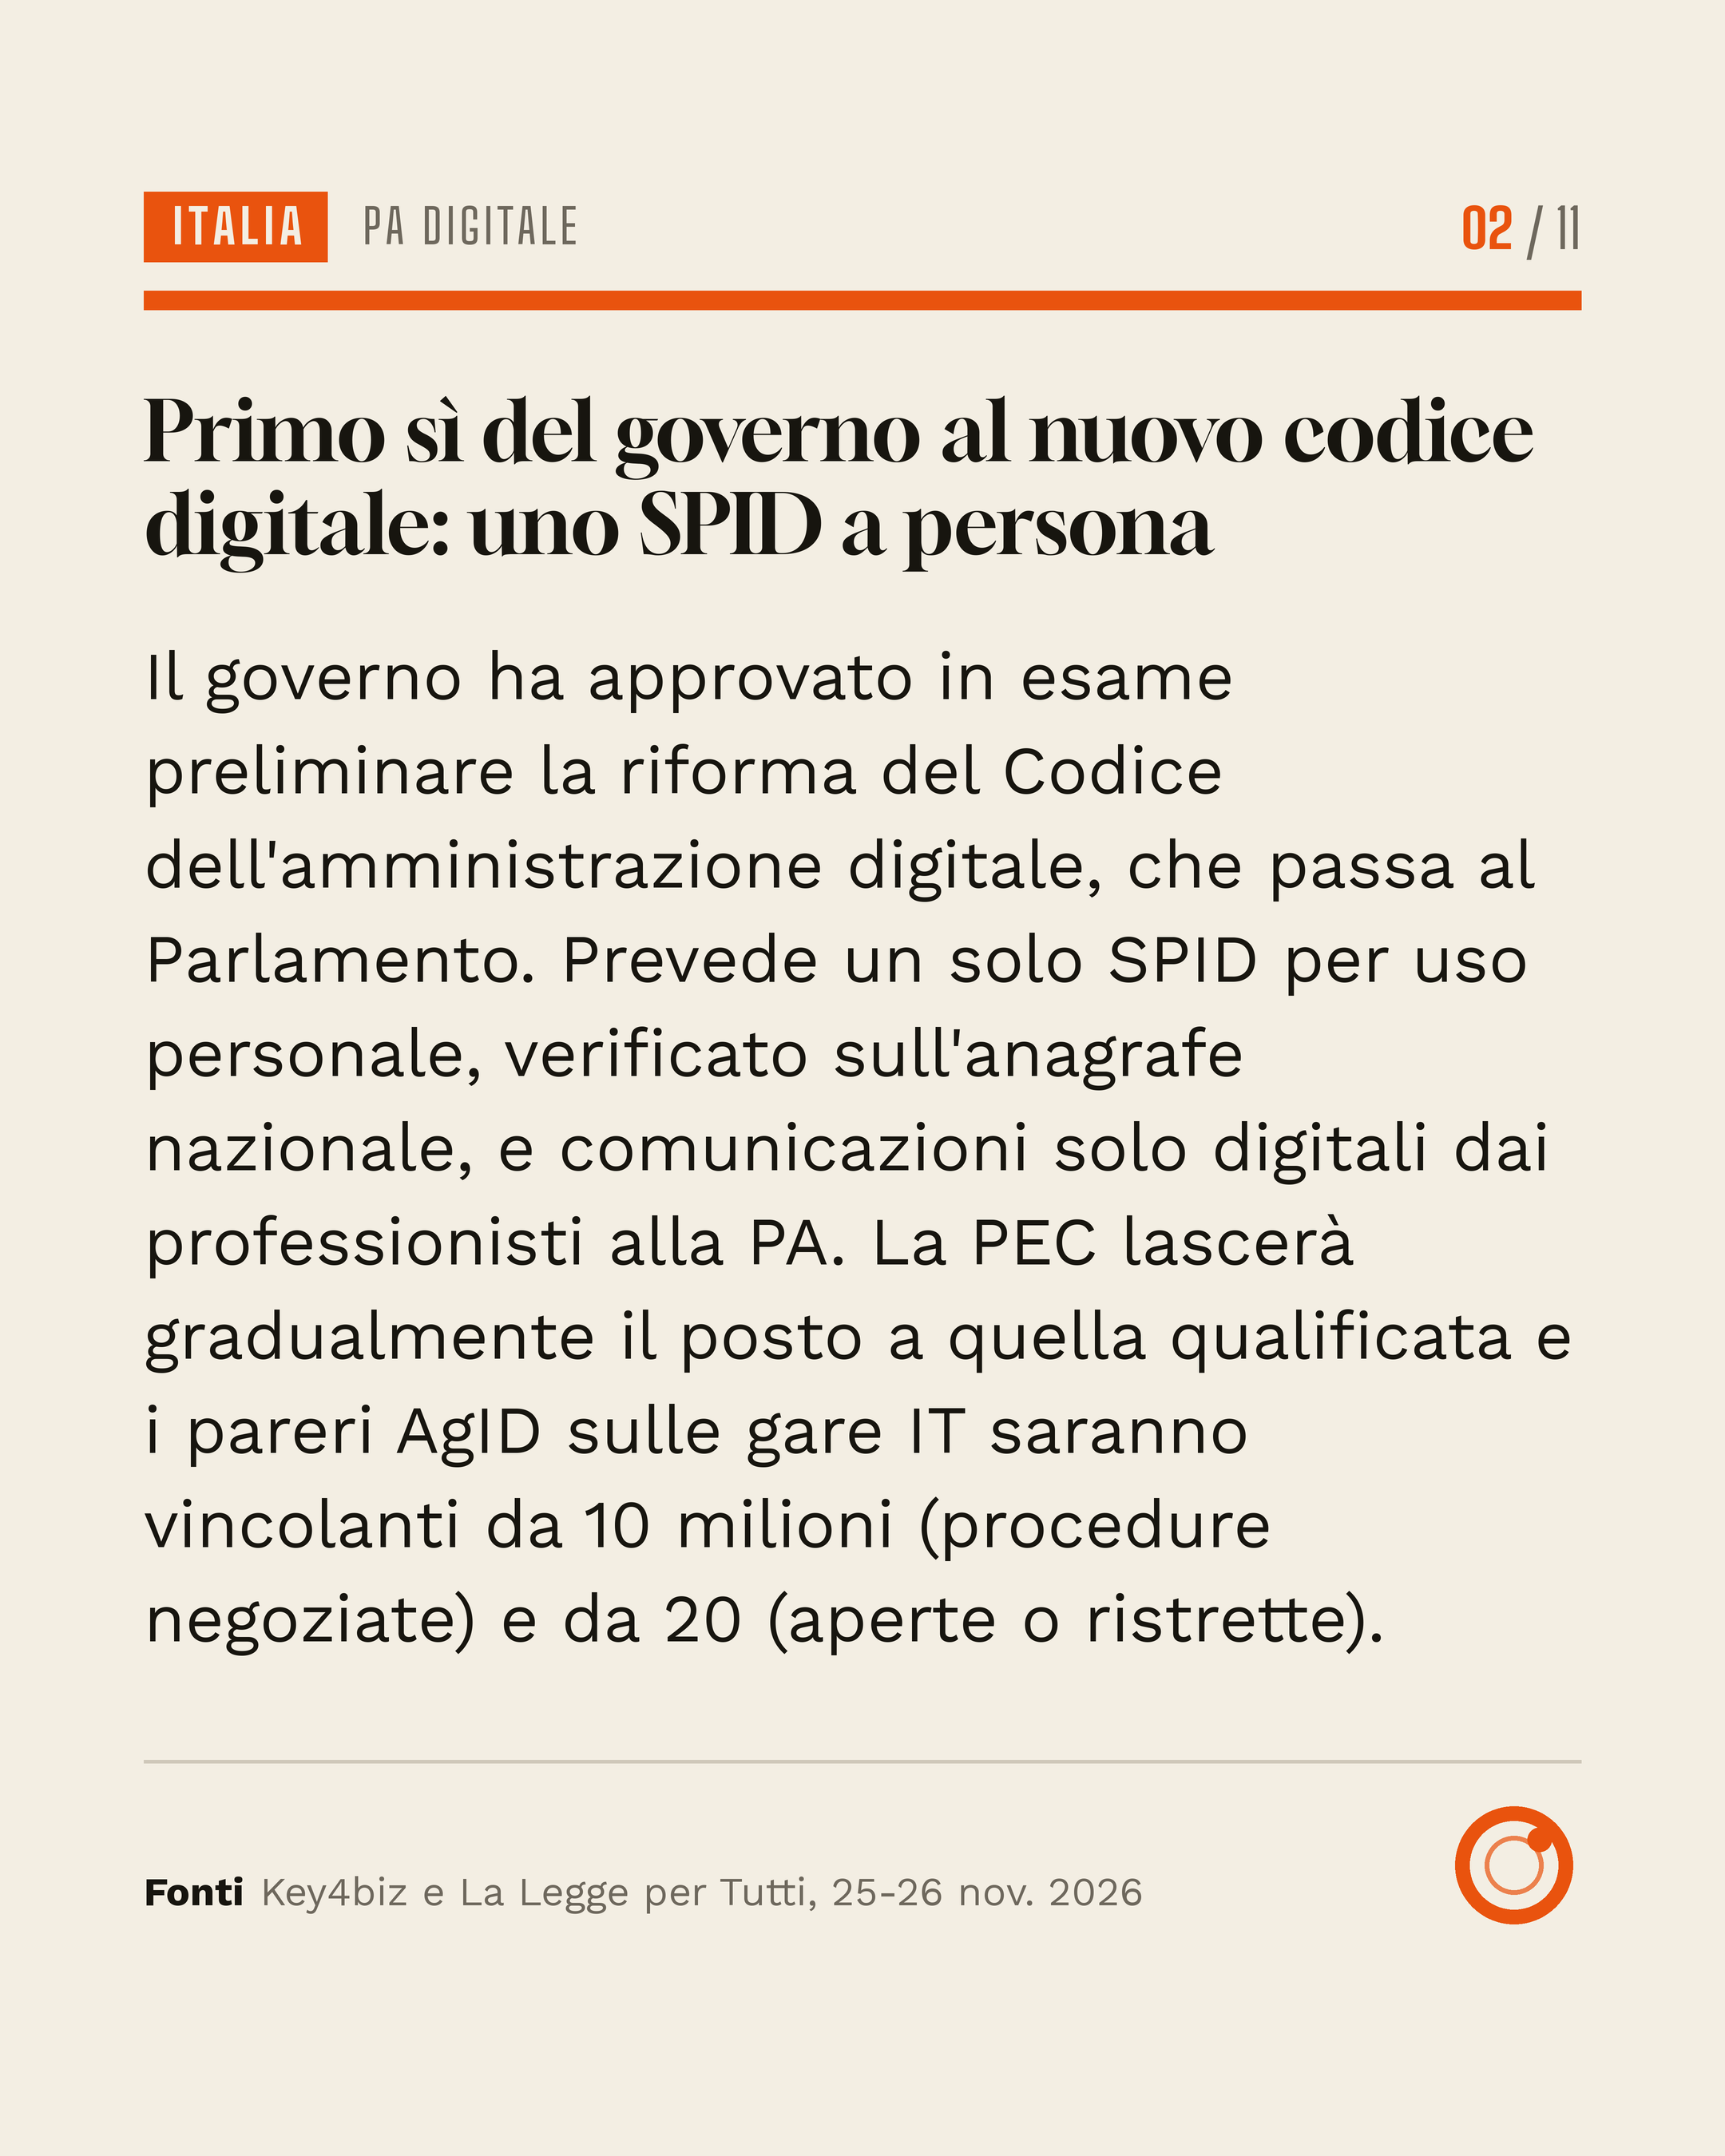 ITALIA PA DIGITALE 02 / 11
Primo sì del governo al nuovo codice
digitale: uno SPID a persona
Il governo ha approvato in esame
preliminare la riforma del Codice
dell'amministrazione digitale, che passa al
Parlamento. Prevede un solo SPID per uso
personale, verificato sull'anagrafe
nazionale, e comunicazioni solo digitali dai
professionisti alla PA. La PEC lascerà
gradualmente il posto a quella qualificata e
i pareri AgID sulle gare IT saranno
vincolanti da 10 milioni (procedure
negoziate) e da 20 (aperte o ristrette).
Fonti Key4biz e La Legge per Tutti, 25-26 nov. 2026